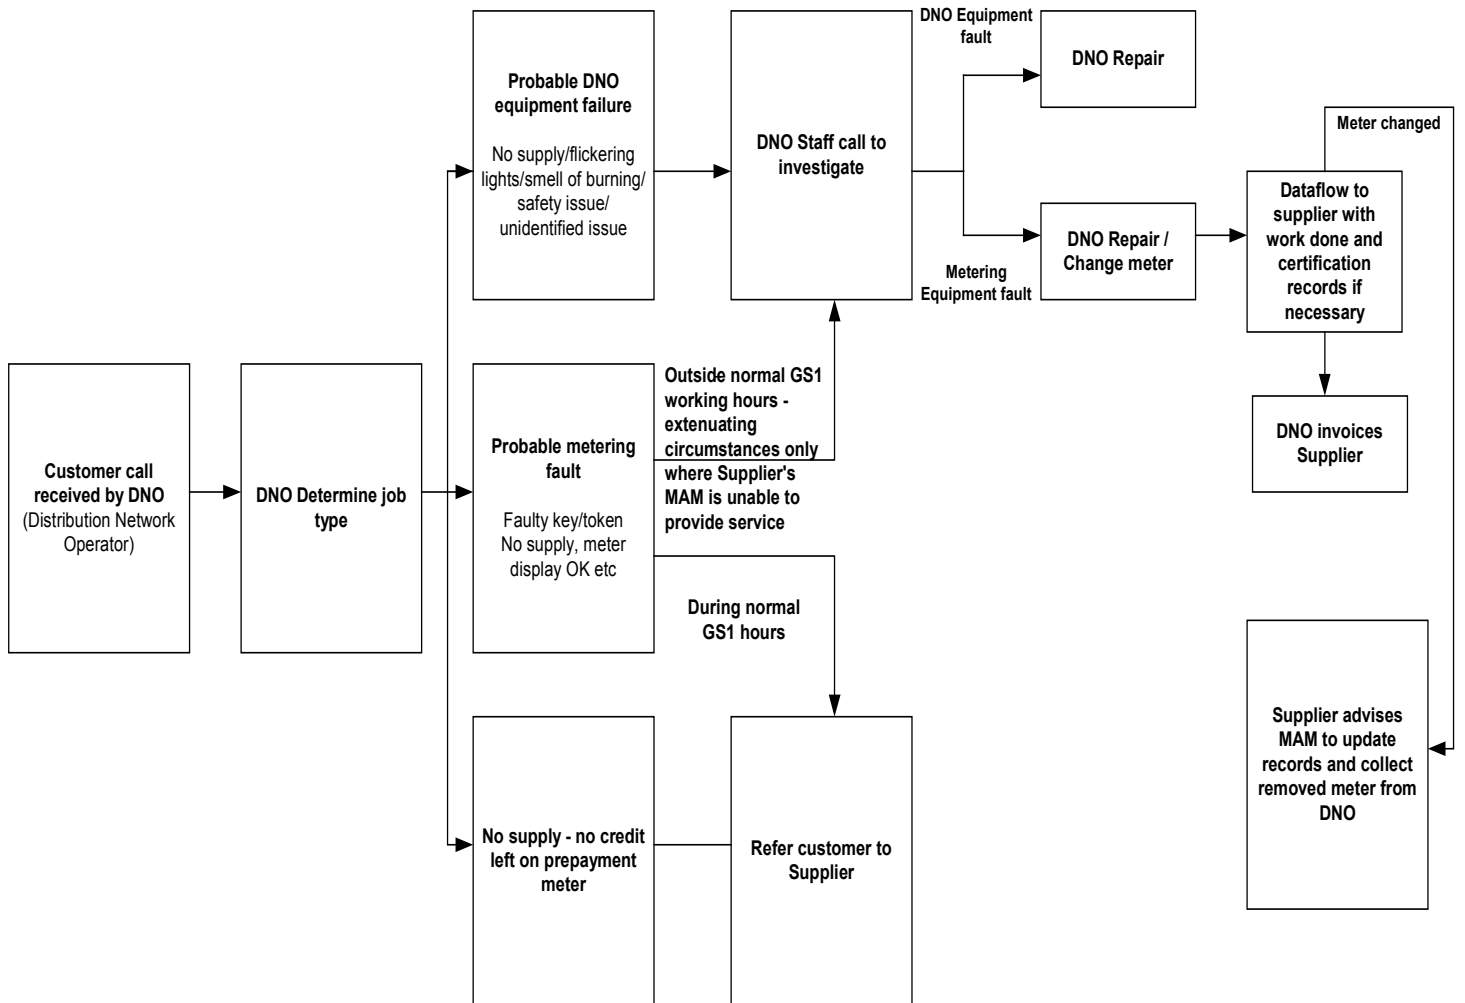 Customer call
received by DNO
(Distribution Network
Operator)
DNO Determine job
type
Probable DNO
equipment failure
No supply/flickering
lights/smell of burning/
safety issue/
unidentified issue
Probable metering
fault
Faulty key/token
No supply, meter
display OK etc
No supply - no credit
left on prepayment
meter
Outside normal GS1
working hours -
extenuating
circumstances only
where Supplier's
MAM is unable to
provide service
During normal
GS1 hours
DNO Staff call to
investigate
Refer customer to
Supplier
DNO Equipment
fault
Metering
Equipment fault
DNO Repair
DNO Repair /
Change meter
Dataflow to
supplier with
work done and
certification
records if
necessary
Meter changed
DNO invoices
Supplier
Supplier advises
MAM to update
records and collect
removed meter from
DNO